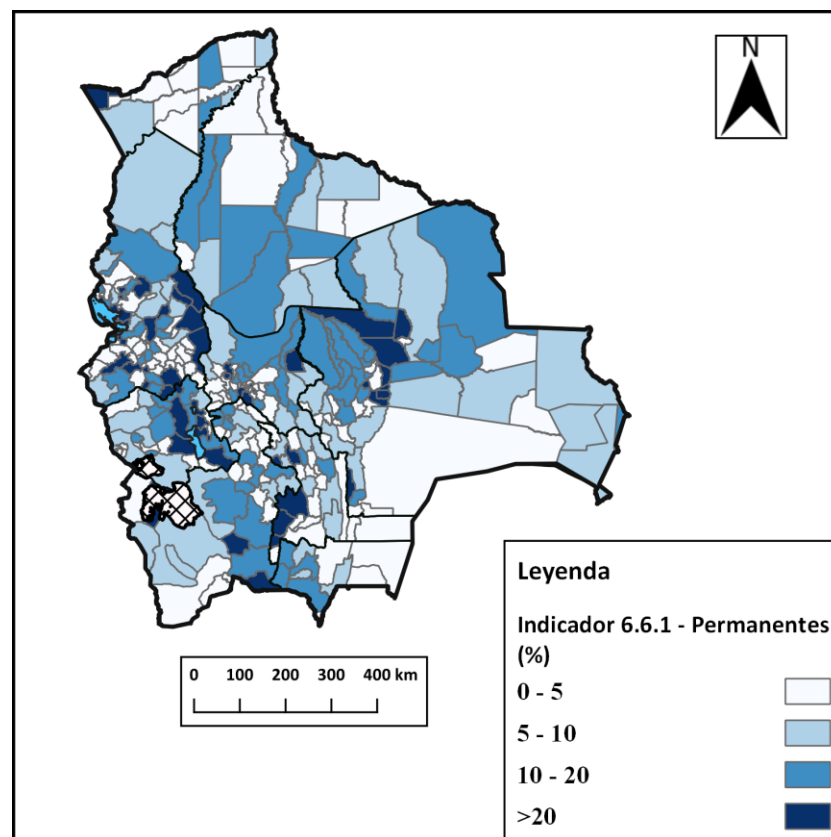 N
0 100 200 300 400 km
Leyenda
Indicador 6.6.1 - Permanentes
(%)
0 - 5
5 - 10
10 - 20
>20